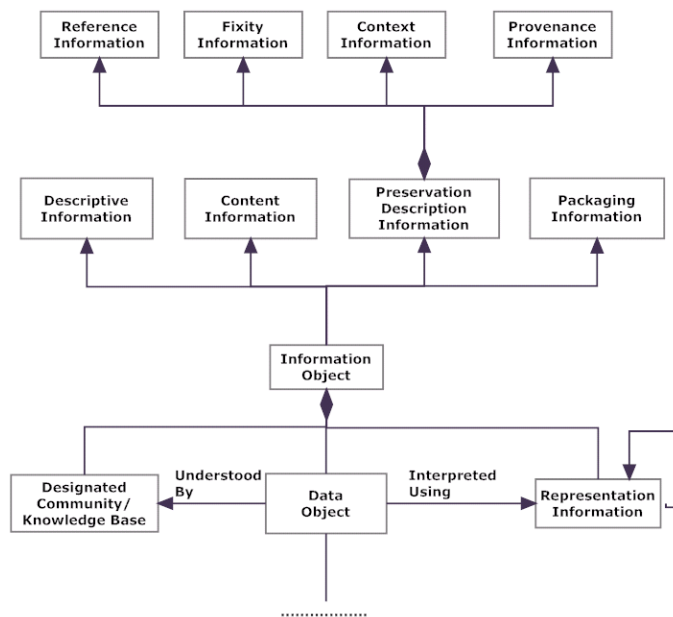 Reference
Information
Fixity
Information
Context
Information
Provenance
Information
Descriptive
Information
Content
Information
Preservation
Description
Information
Packaging
Information
Information
Object
Understood
By
Interpreted
Using
Designated
Community/
Knowledge Base
Data
Object
Representation
Information